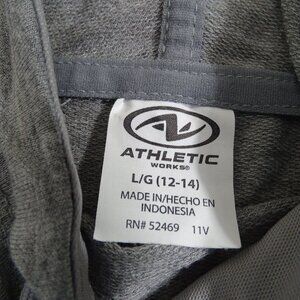 ATHLETIC
WORKS®
L/G (12-14)
MADE IN/HECHO EN
INDONESIA
RN# 52469 11V